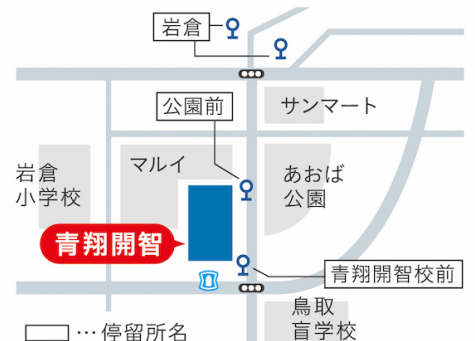 岩倉
公園前
サンマート
岩倉
小学校
マルイ
あおば
公園
青翔開智
青翔開智校前
鳥取
盲学校
…停留所名